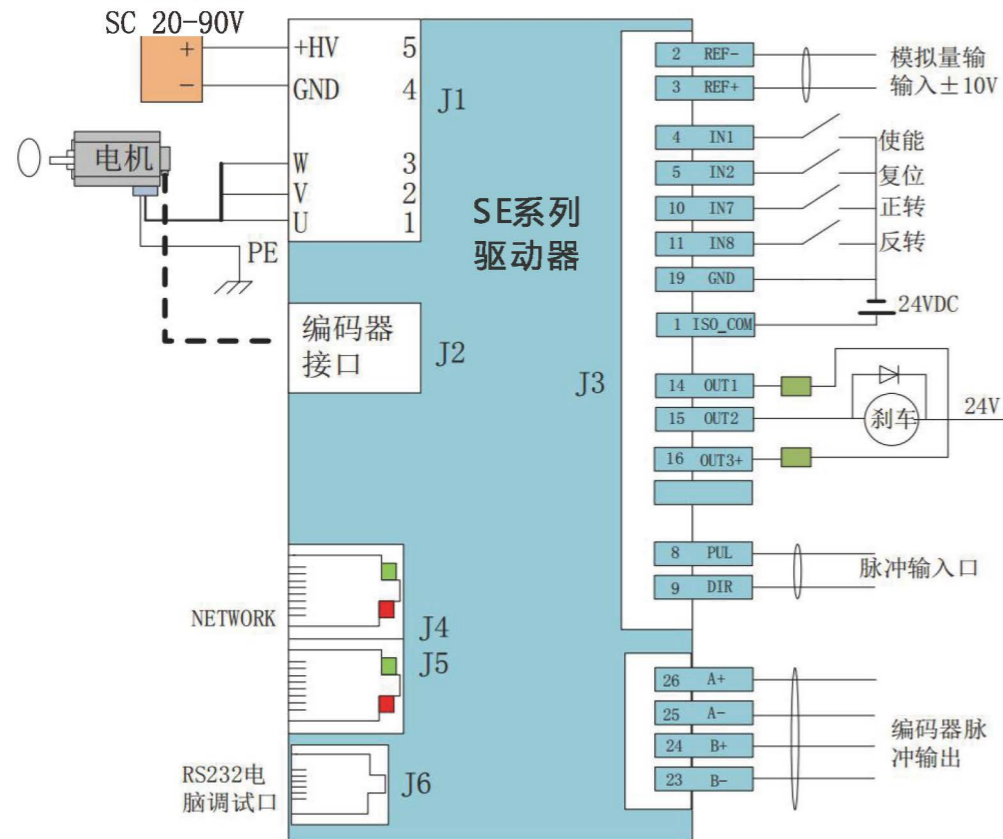 SC 20-90V
+
-
+HV 5
GND 4
J1
W 3
V 2
U 1
电机
PE
SE系列
驱动器
编码器
接口
J2
J3
NETWORK
J4
J5
RS232电
脑调试口
J6
2 REF-
3 REF+
模拟量输
输入±10V
4 IN1
使能
5 IN2
复位
10 IN7
正转
11 IN8
反转
19 GND
24VDC
1 ISO_COM
14 OUT1
15 OUT2
刹车
24V
16 OUT3+
8 PUL
9 DIR
脉冲输入口
26 A+
25 A-
24 B+
23 B-
编码器脉
冲输出